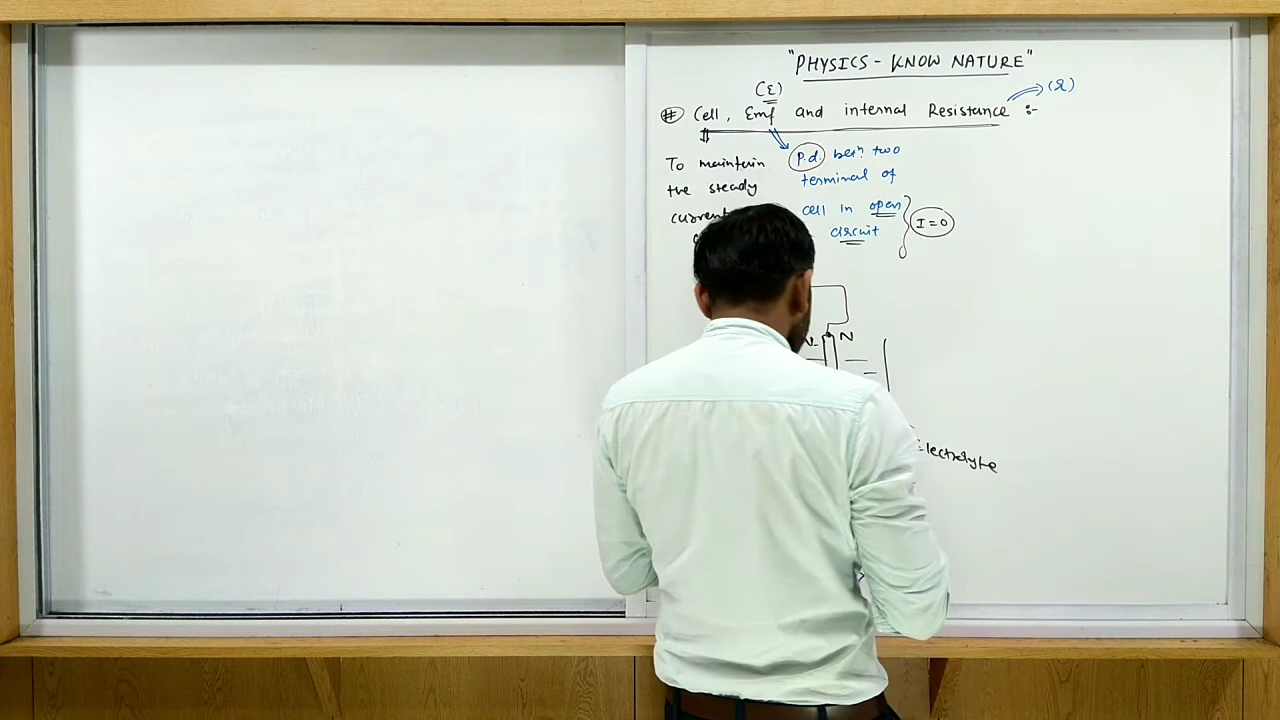 "PHYSICS - KNOW NATURE"
(ε)
(r)
# Cell, Emf and internal Resistance :-
To maintain
the steady
current
P.d. betn two
terminal of
cell in open
circuit
I=0
N
Electrolyte